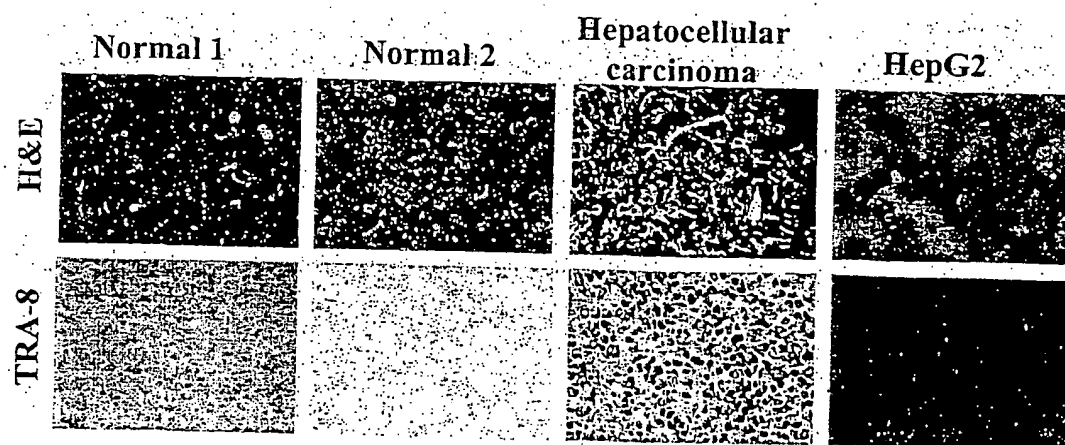 Normal 1
Normal 2
Hepatocellular
carcinoma
HepG2
H&E
TRA-8